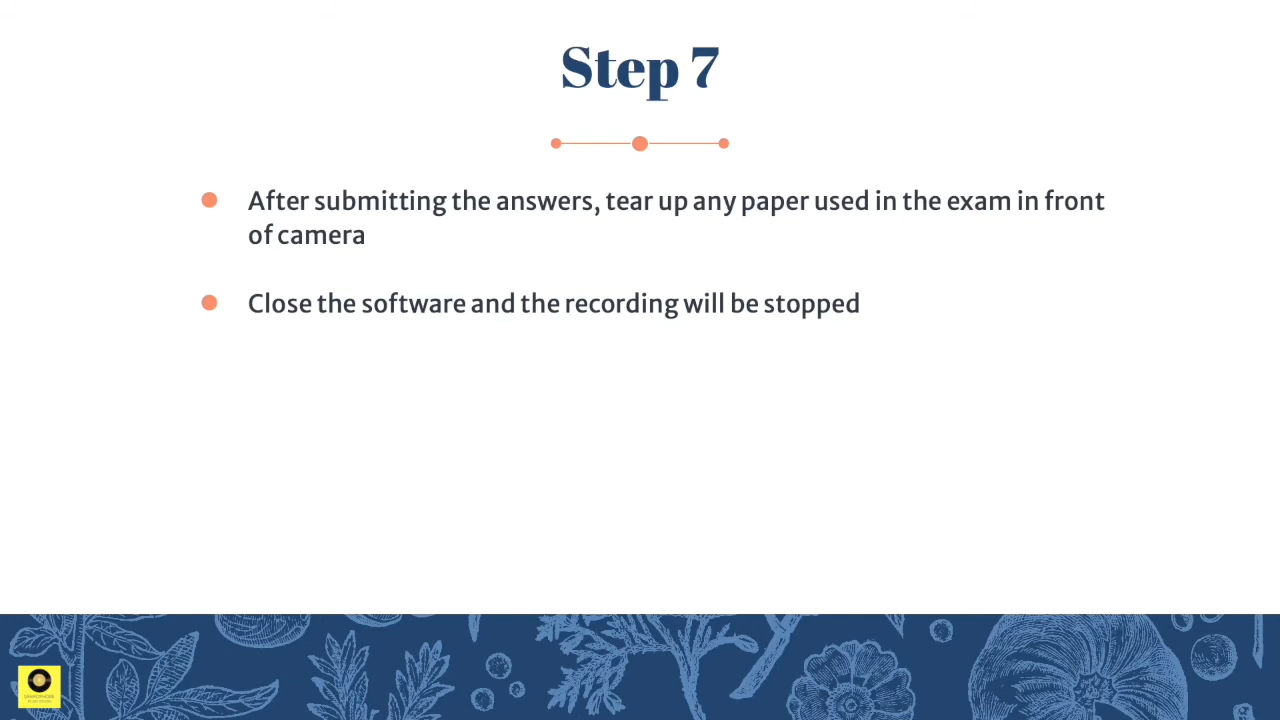 Step 7
After submitting the answers, tear up any paper used in the exam in front
of camera
Close the software and the recording will be stopped